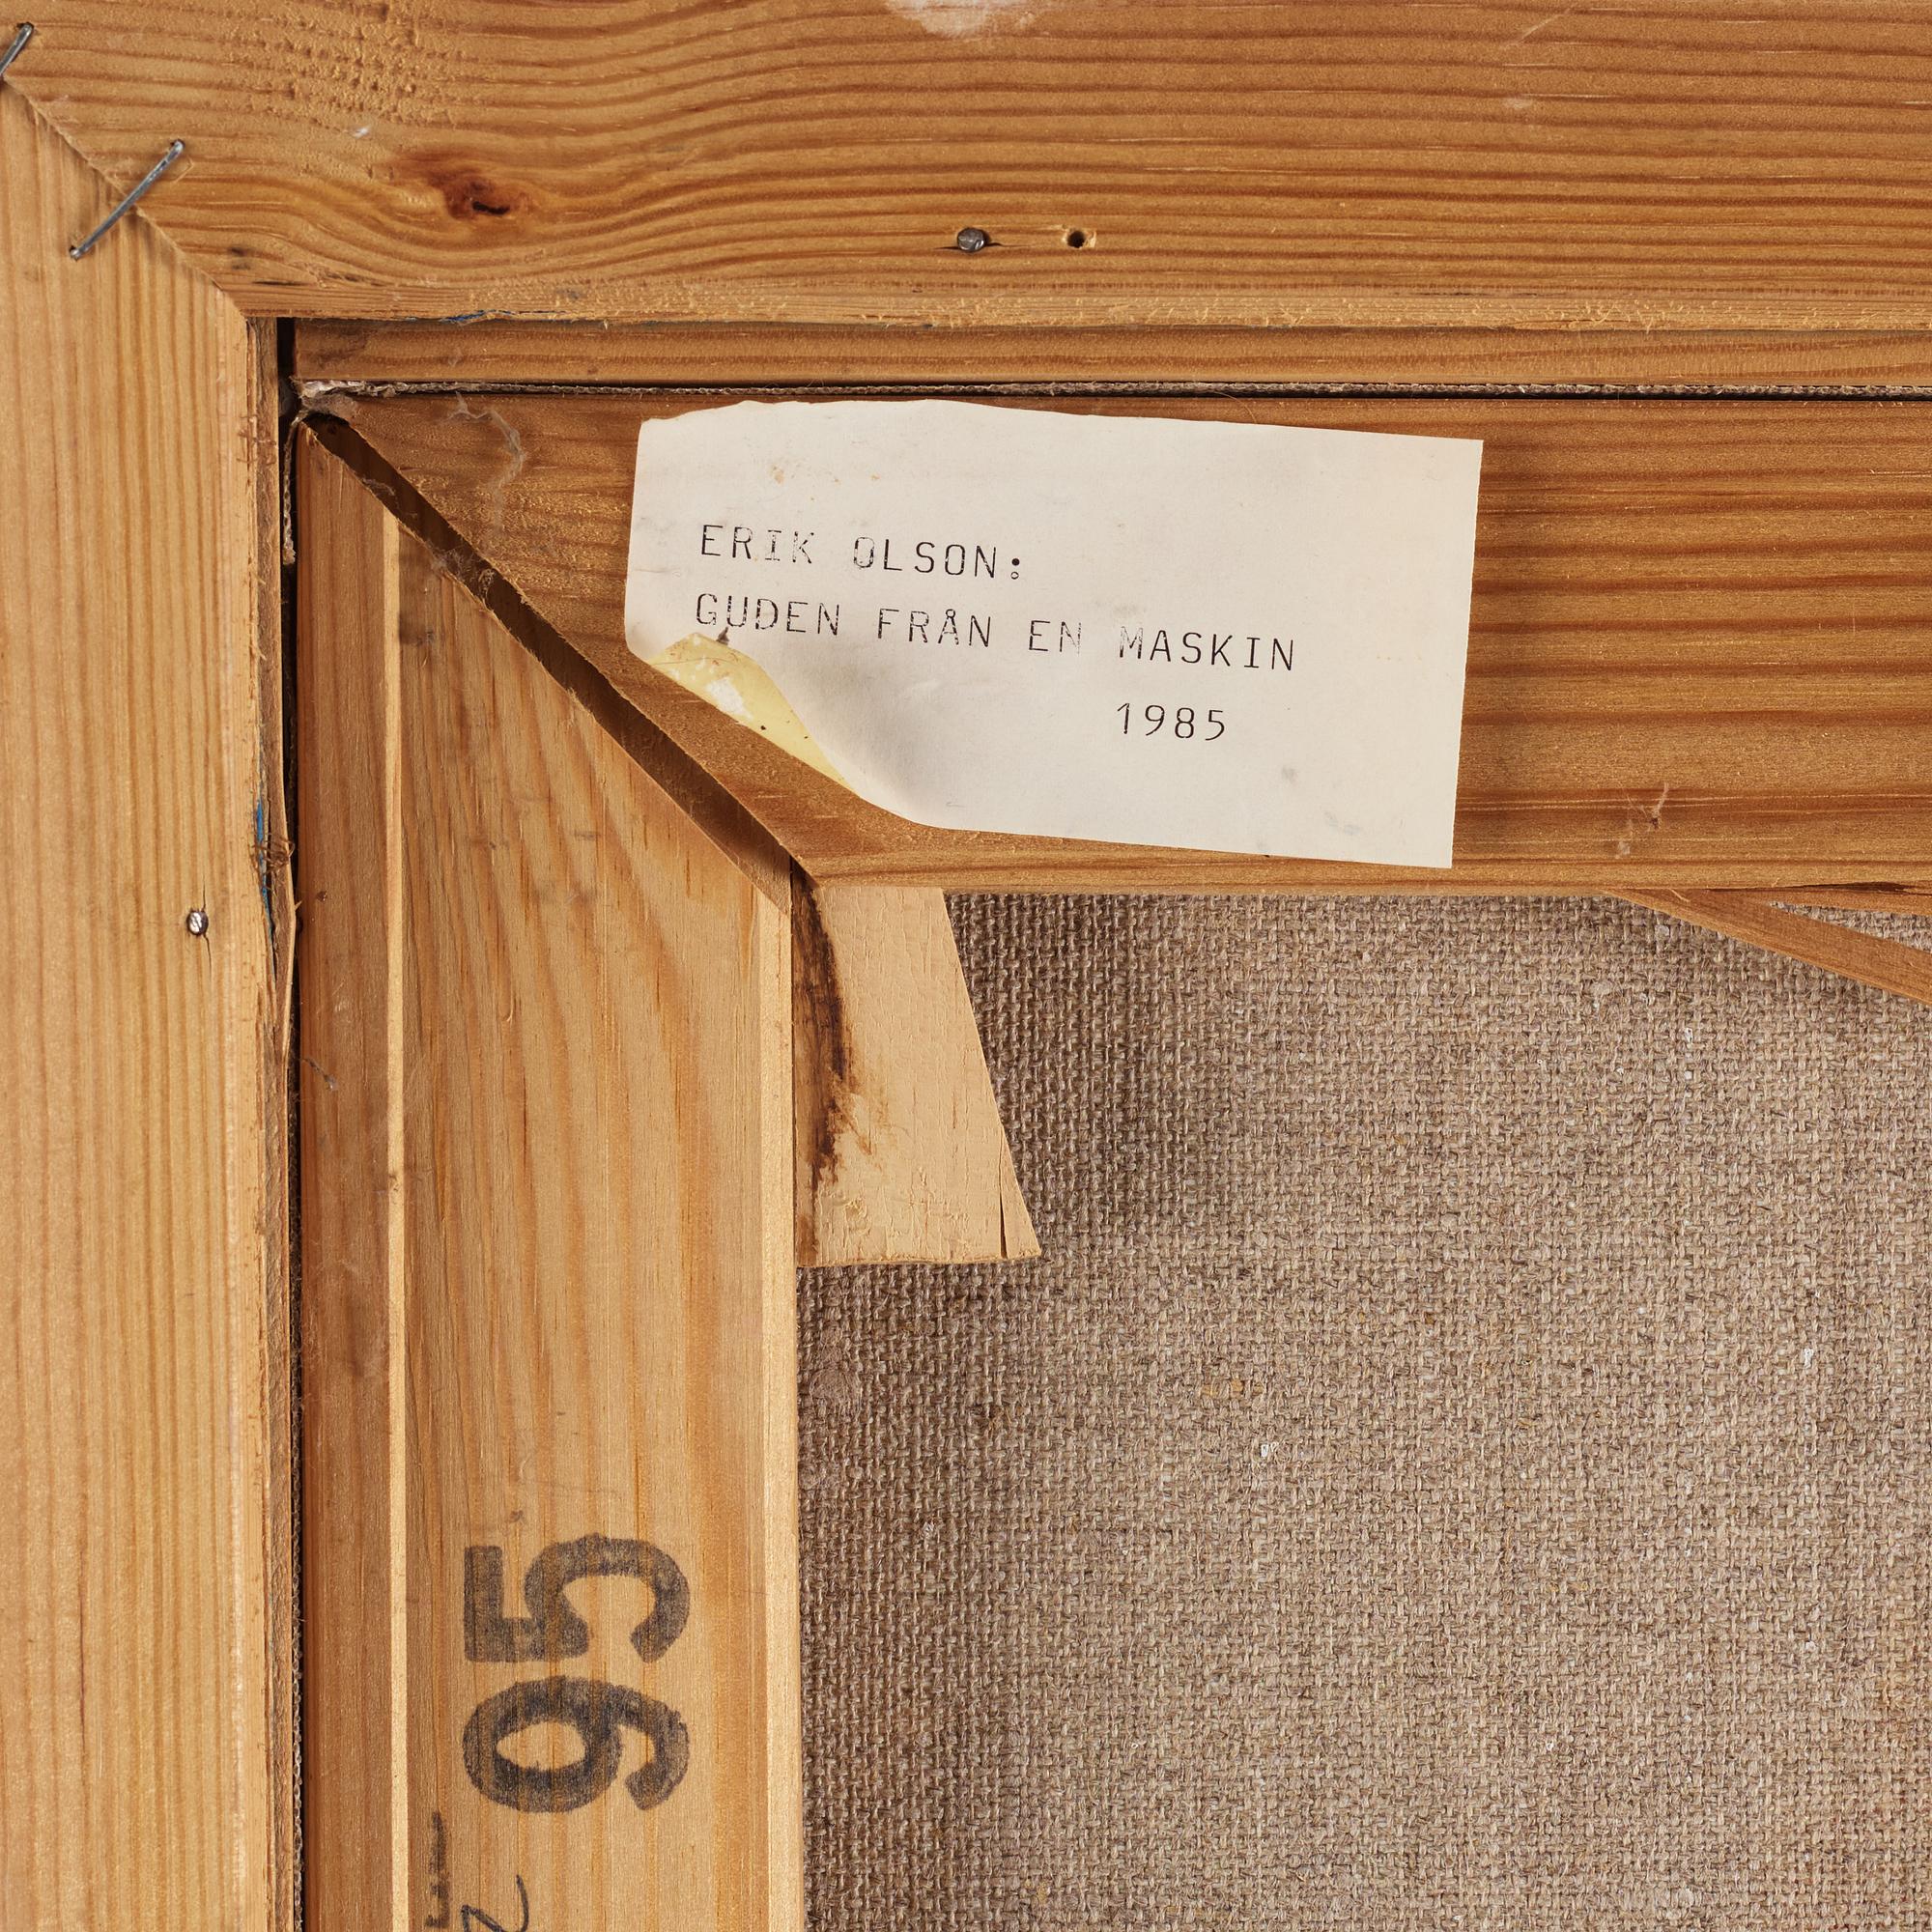 ERIK OLSON:
GUDEN FRÅN EN MASKIN
1985
95